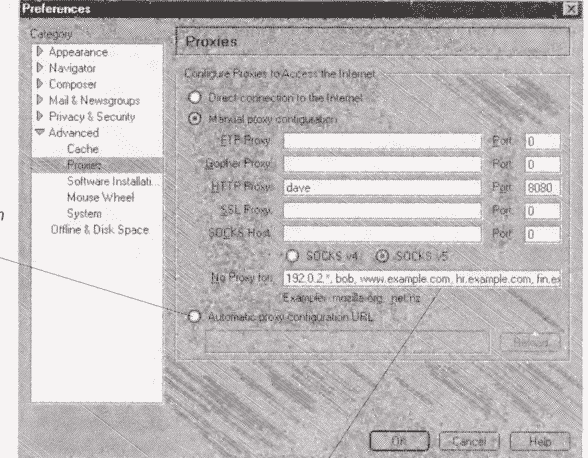 Preferences
Category
Appearance
Navigator
Composer
Mail & Newsgroups
Privacy & Security
Advanced
Cache
Proxies
Software Installati...
Mouse Wheel
System
Offline & Disk Space
Proxies
Configure Proxies to Access the Internet
Direct connection to the Internet
Manual proxy configuration
FTP Proxy: Port: 0
Gopher Proxy: Port: 0
HTTP Proxy: dave Port: 8080
SSL Proxy: Port: 0
SOCKS Host: Port: 0
SOCKS v4 SOCKS v5
No Proxy for: 192.0.2.*, bob, www.example.com, hr.example.com, fin.ex
Example: mozilla.org, .net.nz
Automatic proxy configuration URL:
Reload
OK Cancel Help